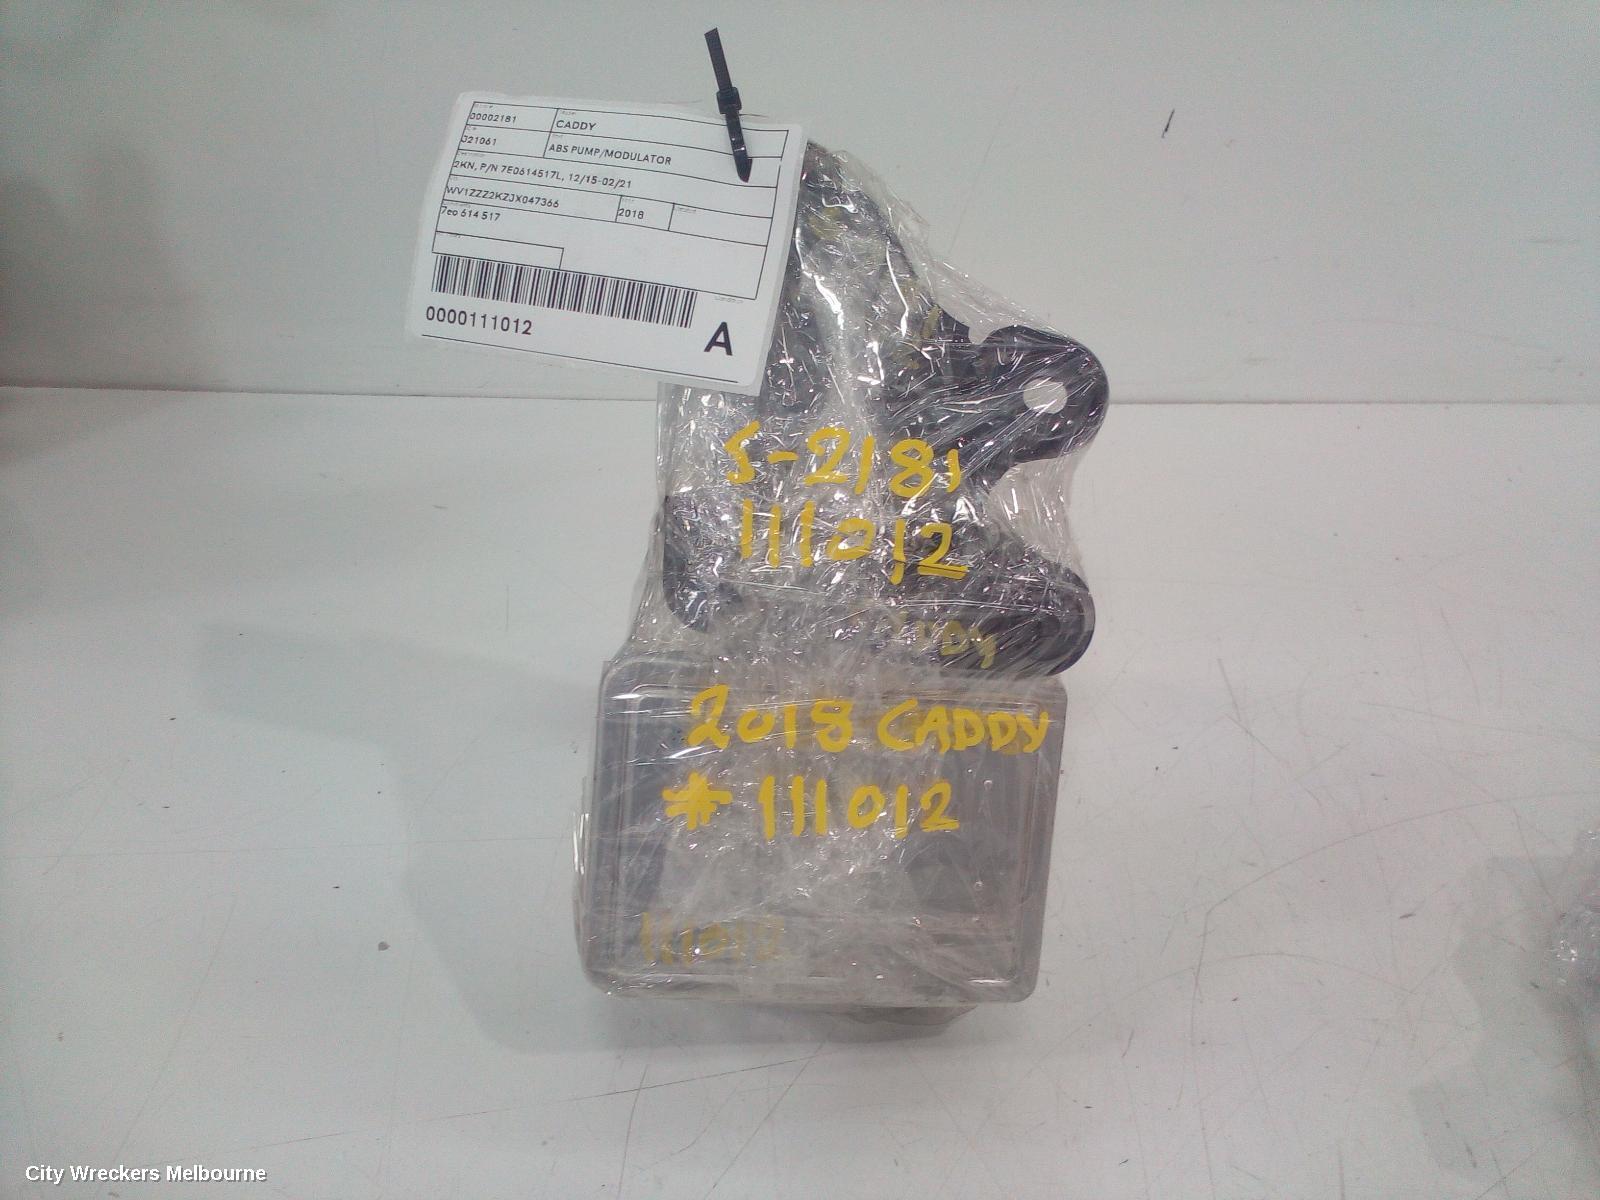 00002181
CADDY
321061
ABS PUMP/MODULATOR
2KN, P/N 7E0614517L, 12/15-02/21
WV1ZZZ2KZJX047366
2018
7eo 614 517
0000111012
A
S-2181
111012
2018 CADDY
# 111012
111012
City Wreckers Melbourne